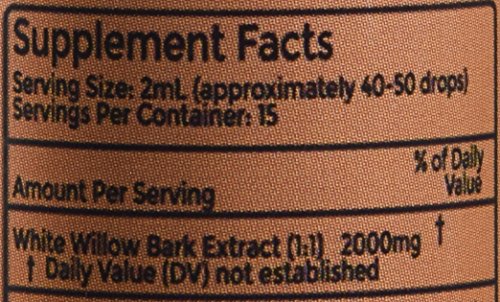 Supplement Facts
Serving Size: 2mL (approximately 40-50 drops)
Servings Per Container: 15
% of Daily
Amount Per Serving Value
White Willow Bark Extract (1:1) 2000mg †
† Daily Value (DV) not established